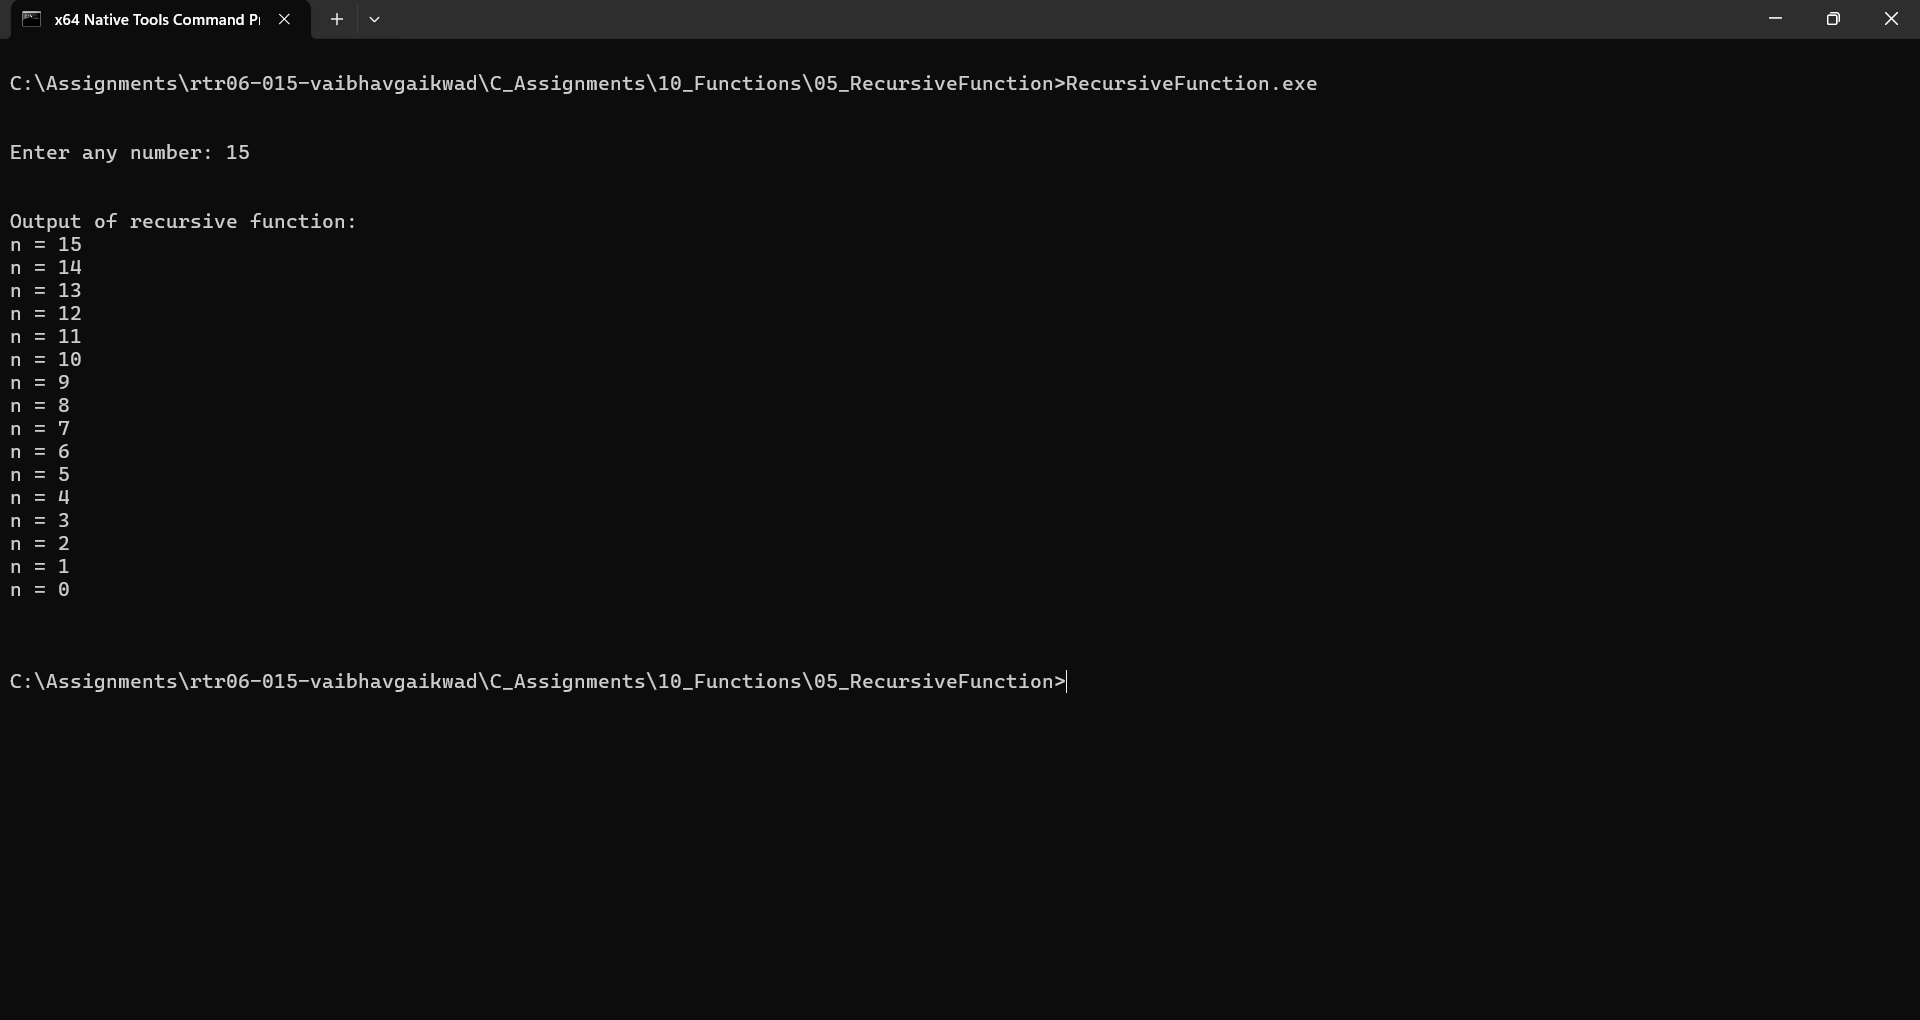 x64 Native Tools Command P
C:\Assignments\rtr06-015-vaibhavgaikwad\C_Assignments\10_Functions\05_RecursiveFunction>RecursiveFunction.exe
Enter any number: 15
Output of recursive function:
n = 15
n = 14
n = 13
n = 12
n = 11
n = 10
n = 9
n = 8
n = 7
n = 6
n = 5
n = 4
n = 3
n = 2
n = 1
n = 0
C:\Assignments\rtr06-015-vaibhavgaikwad\C_Assignments\10_Functions\05_RecursiveFunction>